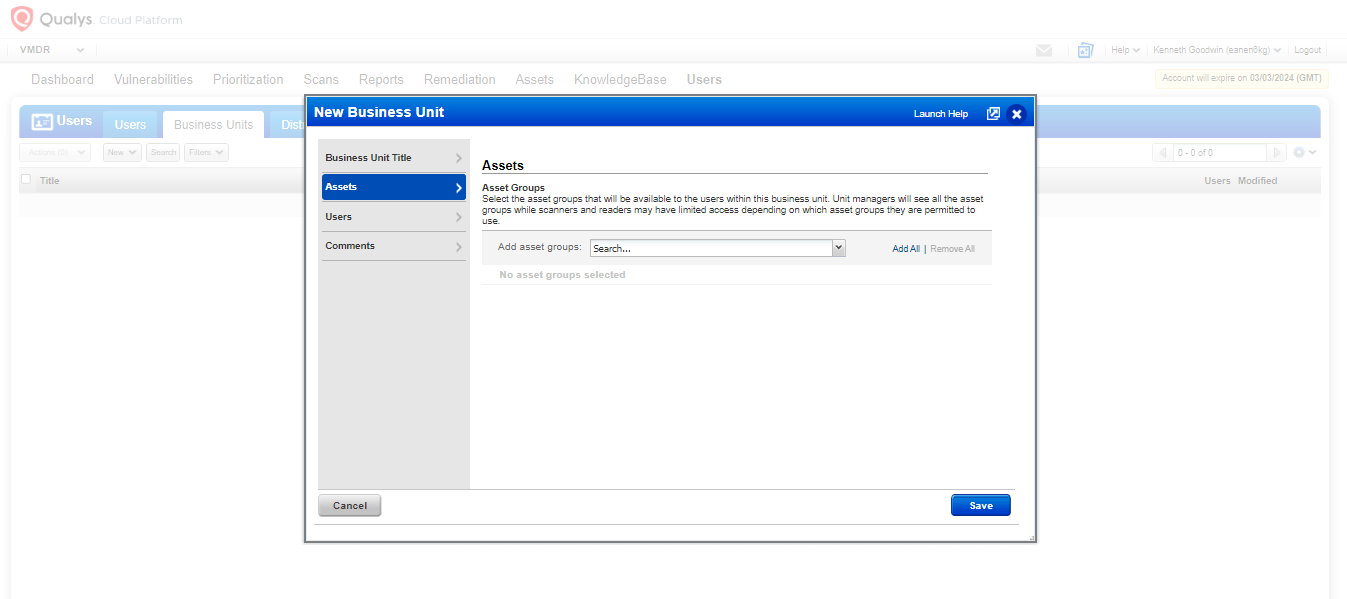 Qualys. Cloud Platform
VMDR
Help
Kenneth Goodwin (eanen6kg)
Logout
Dashboard Vulnerabilities Prioritization Scans Reports Remediation Assets KnowledgeBase Users
Account will expire on 03/03/2024 (GMT)
Users Users Business Units Distri
New Business Unit
Launch Help
Actions (0) New Search Filters
0 - 0 of 0
Title
Users Modified
Business Unit Title
Assets
Users
Comments
Assets
Asset Groups
Select the asset groups that will be available to the users within this business unit. Unit managers will see all the asset
groups while scanners and readers may have limited access depending on which asset groups they are permitted to
use.
Add asset groups: Search... Add All | Remove All
No asset groups selected
Cancel
Save